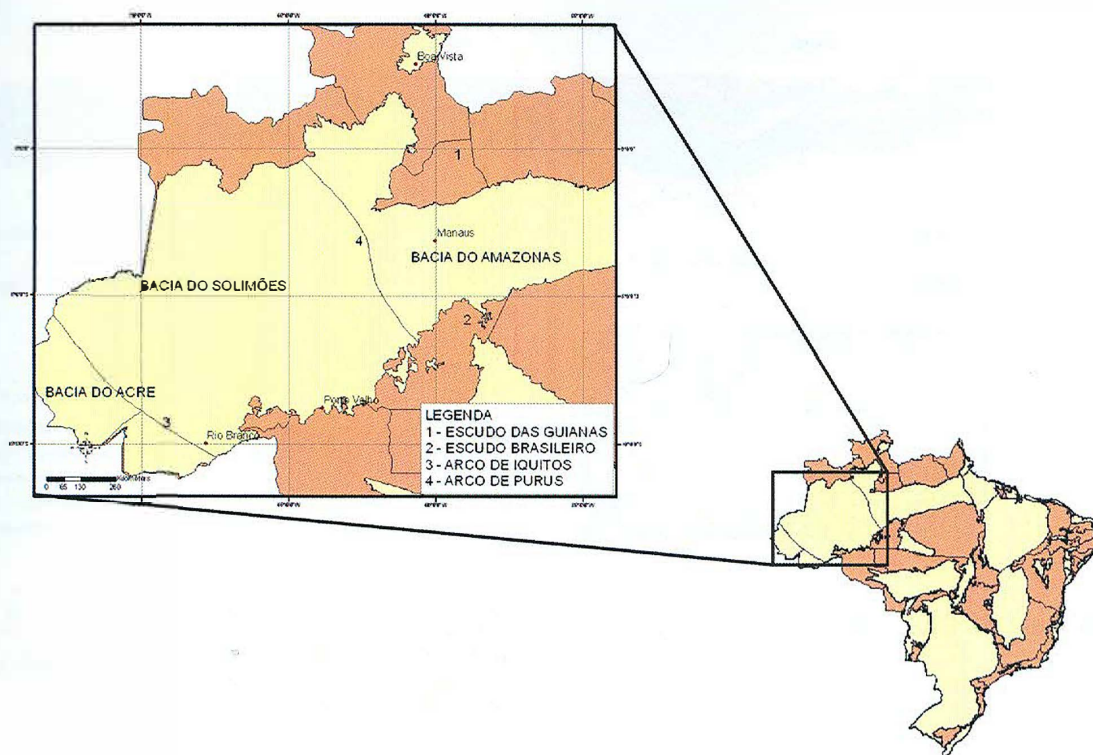 Boa Vista
1
4
Manaus
BACIA DO AMAZONAS
BACIA DO SOLIMÕES
2
BACIA DO ACRE
Porto Velho
3
Rio Branco
LEGENDA
1 - ESCUDO DAS GUIANAS
2 - ESCUDO BRASILEIRO
3 - ARCO DE IQUITOS
4 - ARCO DE PURUS
0 65 130 260
Kilometers